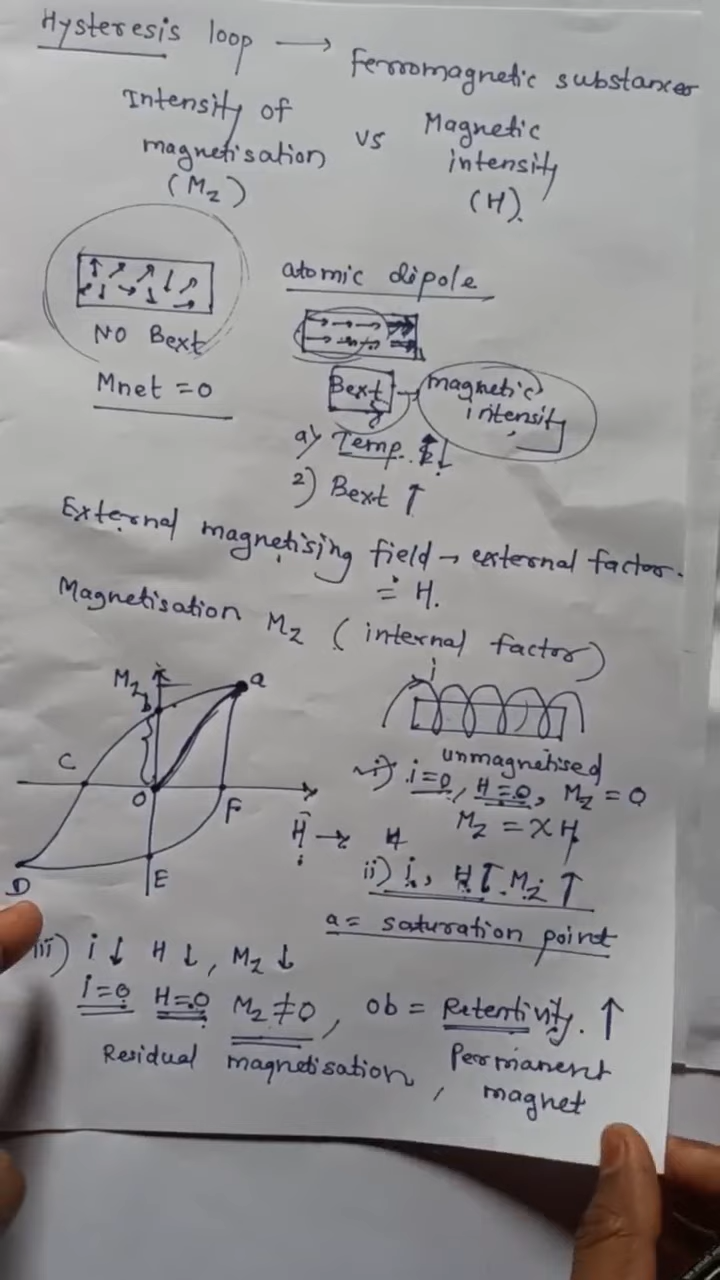 Hysteresis loop → Ferromagnetic substances
Intensity of
magnetisation
(Mz)
vs
Magnetic
intensity
(H).
NO Bext
Mnet = 0
atomic dipole
Bext → magnetic
intensity
a) Temp. ↓
2) Bext ↑
External magnetising field → external factor.
= H.
Magnetisation Mz (internal factor)
Mz
b
a
C
O
F
D
E
H → H
i
unmagnetised
i) i=0, H=0, Mz = 0
Mz = χH
ii) i, H↑ Mz ↑
a = saturation point
iii) i ↓ H ↓, Mz ↓
i=0 H=0 Mz ≠ 0, ob = Retentivity. ↑
Residual magnetisation, Permanent
magnet